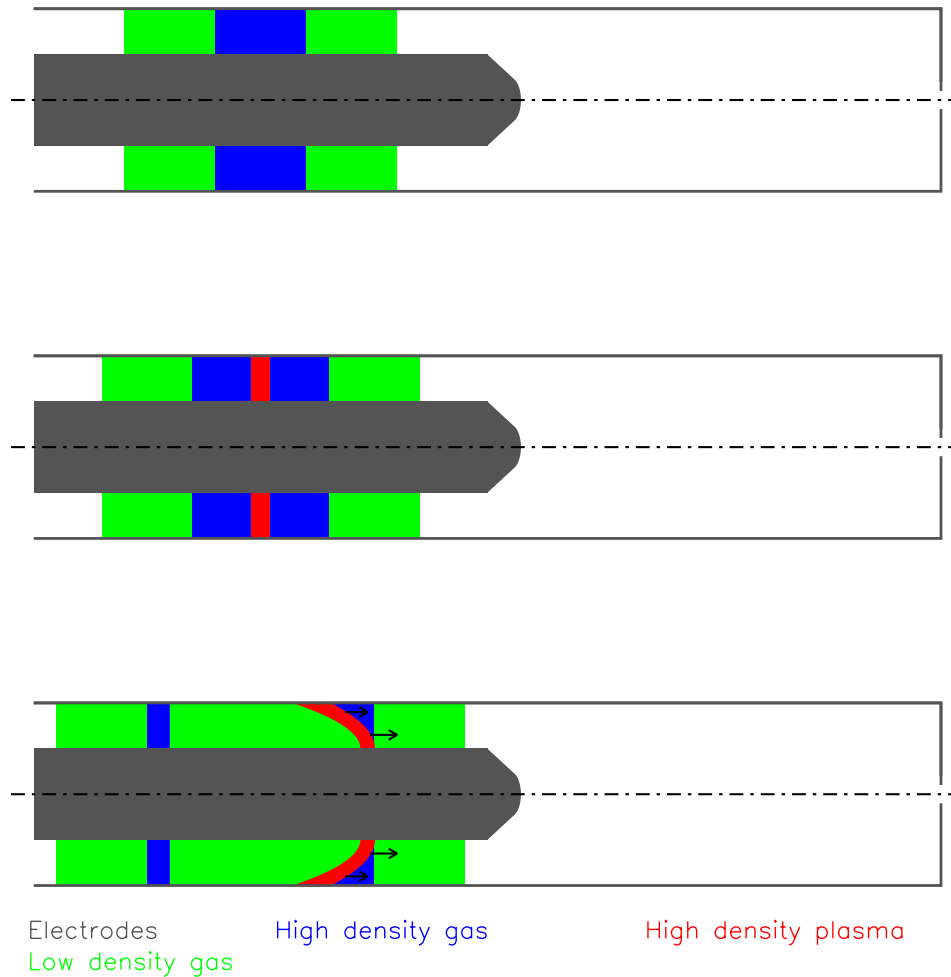 Electrodes
High density gas
High density plasma
Low density gas